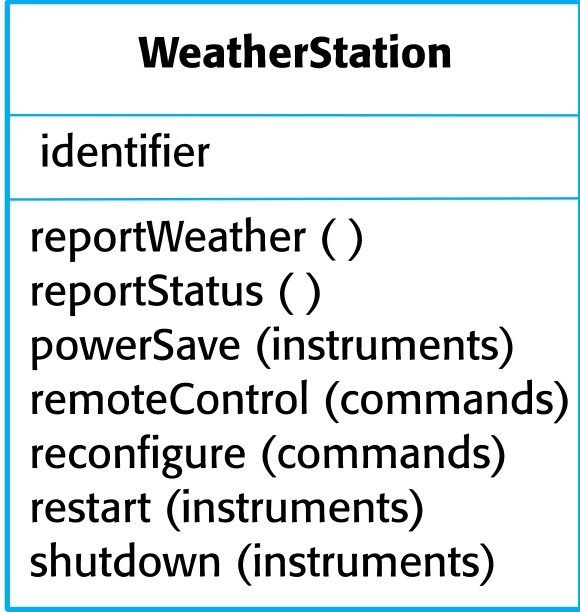 WeatherStation
identifier
reportWeather ( )
reportStatus ( )
powerSave (instruments)
remoteControl (commands)
reconfigure (commands)
restart (instruments)
shutdown (instruments)